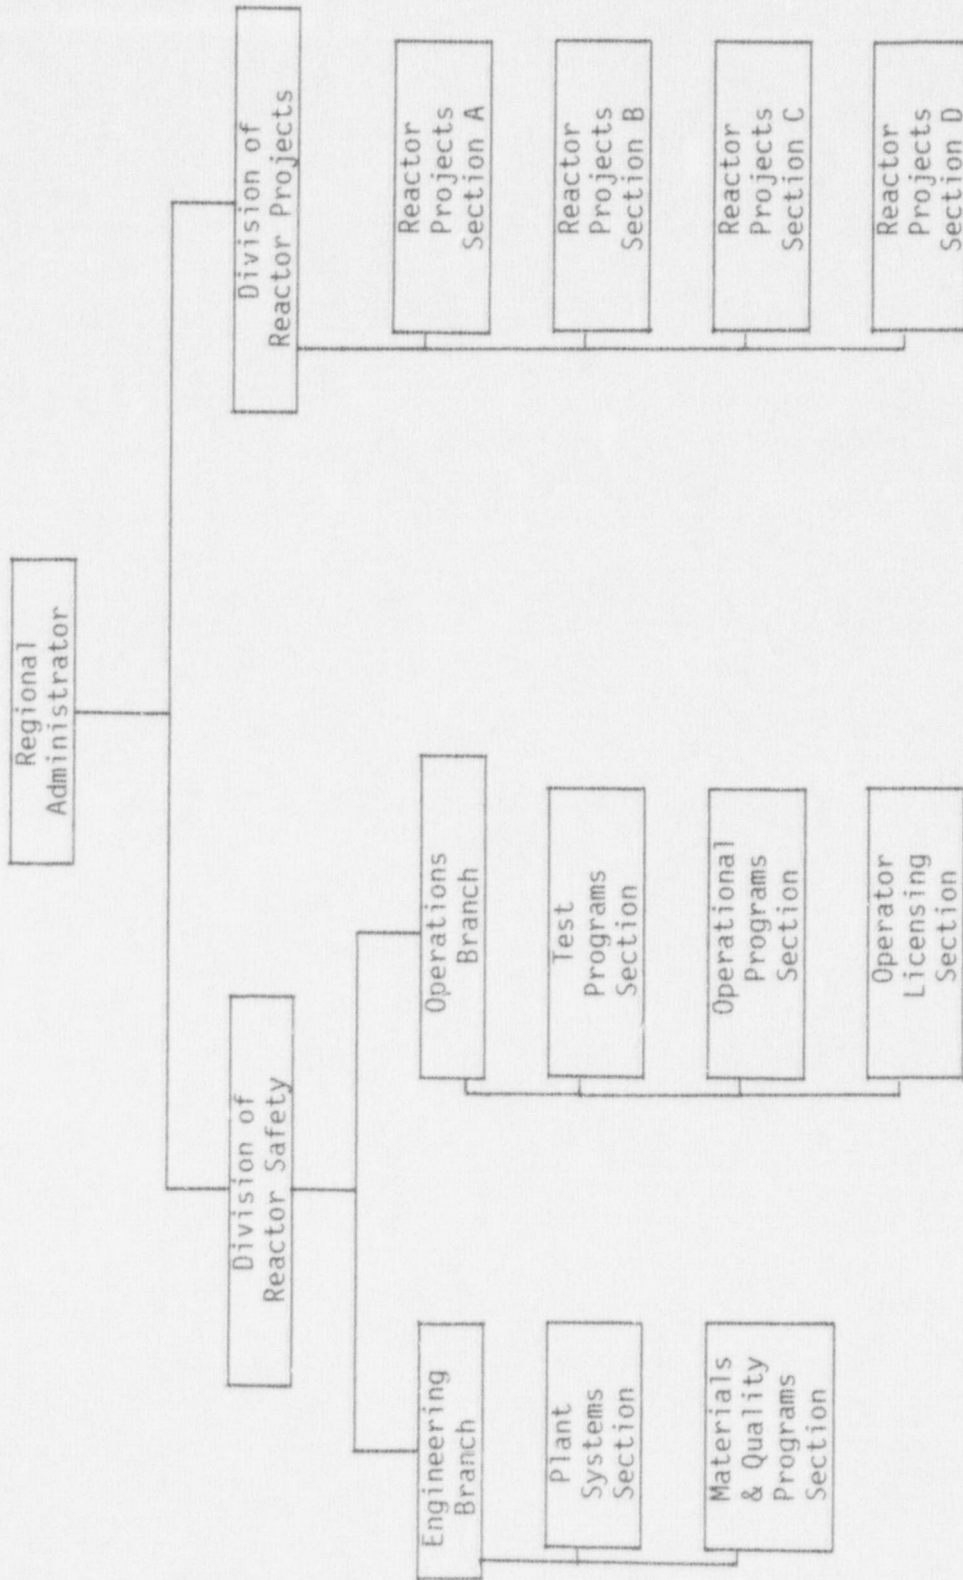 Regional
Administrator
Division of
Reactor Safety
Division of
Reactor Projects
Engineering
Branch
Operations
Branch
Reactor
Projects
Section A
Plant
Systems
Section
Test
Programs
Section
Reactor
Projects
Section B
Materials
& Quality
Programs
Section
Operational
Programs
Section
Reactor
Projects
Section C
Operator
Licensing
Section
Reactor
Projects
Section D